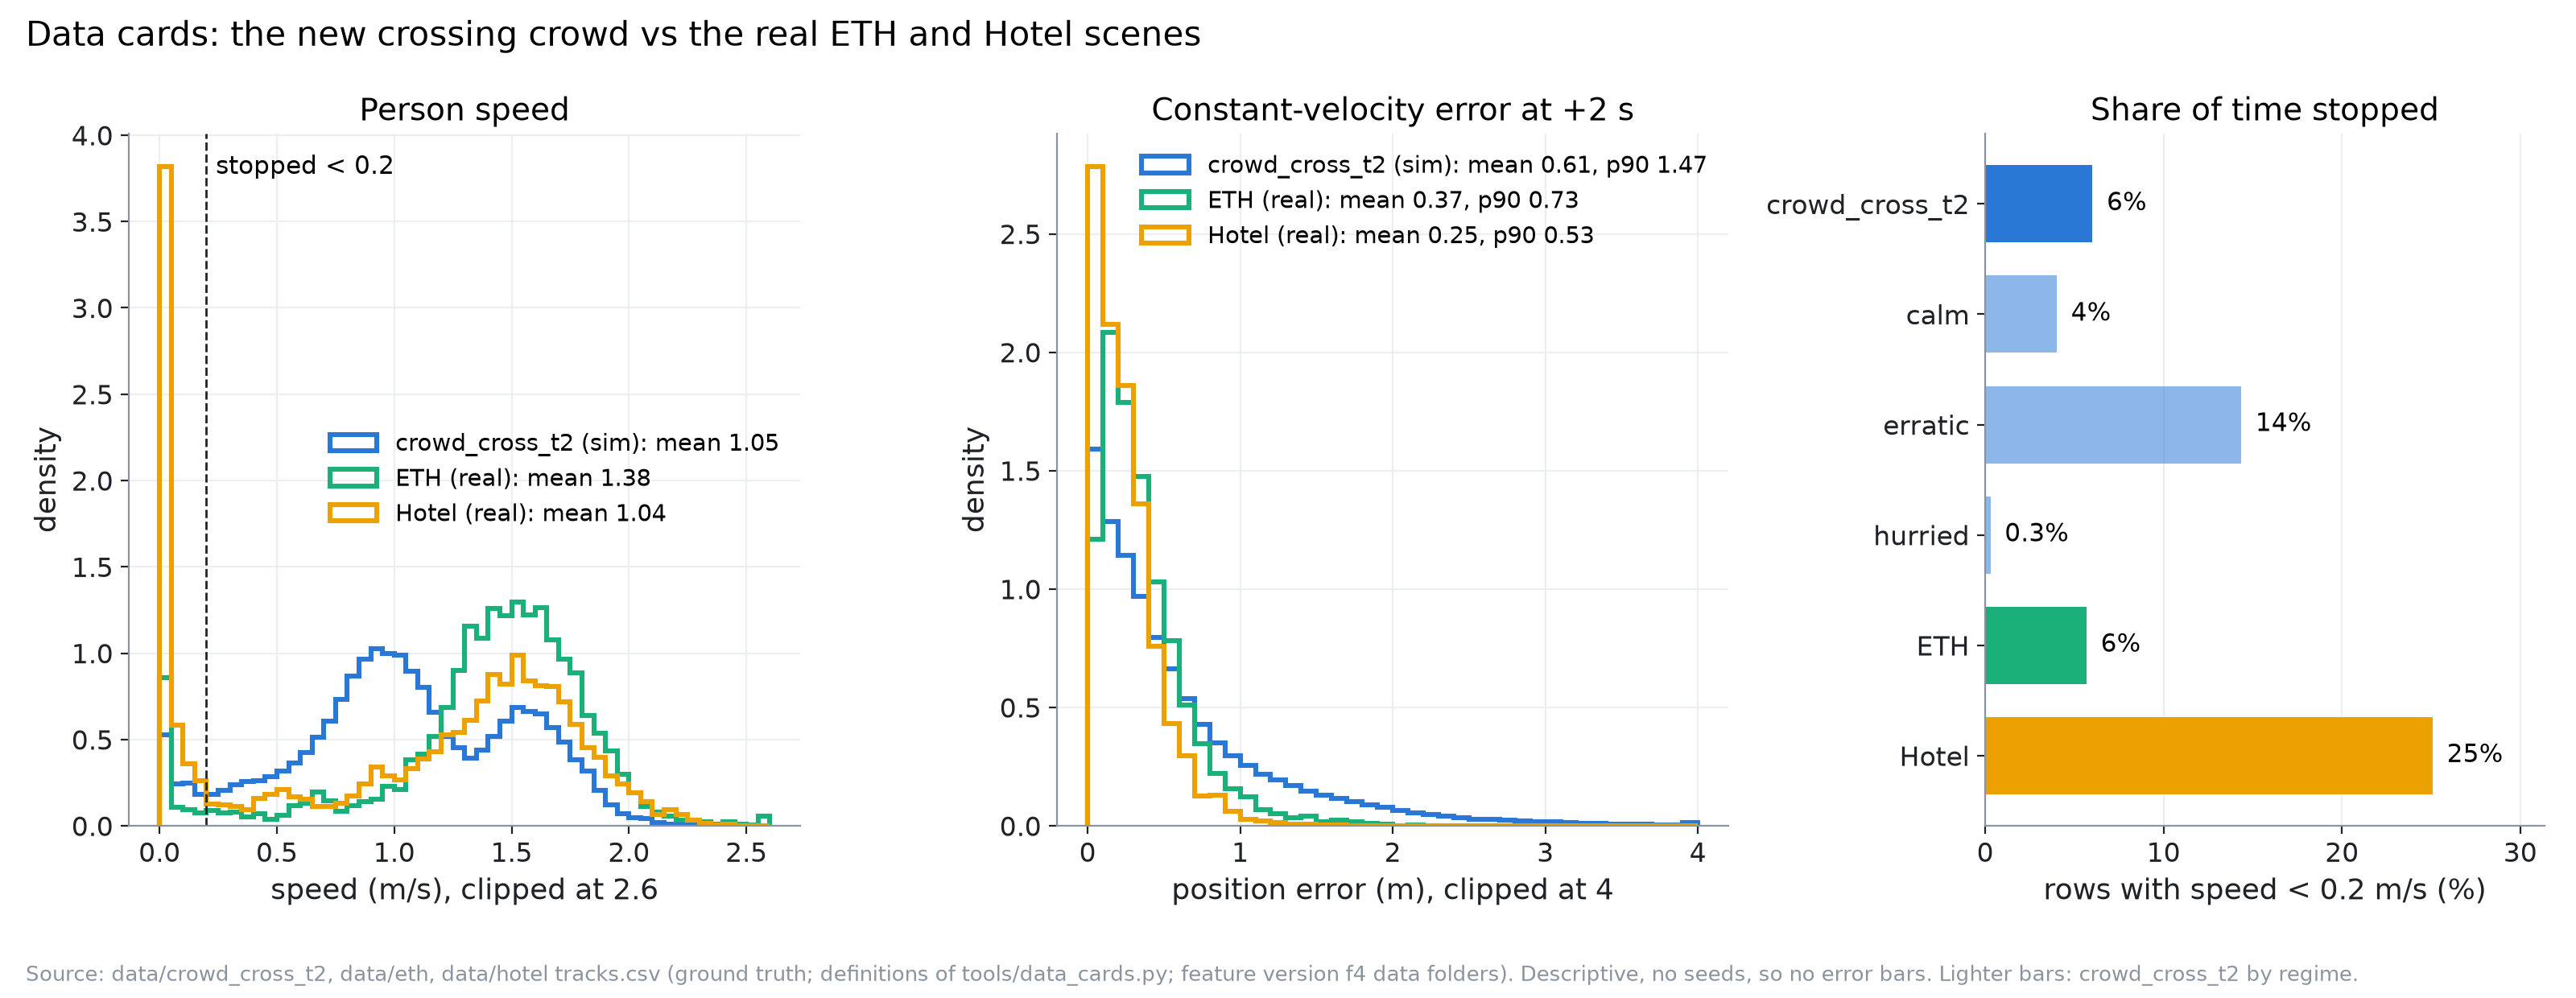 Data cards: the new crossing crowd vs the real ETH and Hotel scenes
Person speed
4.0
3.5
3.0
2.5
2.0
1.5
1.0
0.5
0.0
density
stopped < 0.2
crowd_cross_t2 (sim): mean 1.05
ETH (real): mean 1.38
Hotel (real): mean 1.04
0.0 0.5 1.0 1.5 2.0 2.5
speed (m/s), clipped at 2.6
Constant-velocity error at +2 s
2.5
2.0
1.5
1.0
0.5
0.0
density
crowd_cross_t2 (sim): mean 0.61, p90 1.47
ETH (real): mean 0.37, p90 0.73
Hotel (real): mean 0.25, p90 0.53
0 1 2 3 4
position error (m), clipped at 4
Share of time stopped
crowd_cross_t2 6%
calm 4%
erratic 14%
hurried 0.3%
ETH 6%
Hotel 25%
0 10 20 30
rows with speed < 0.2 m/s (%)
Source: data/crowd_cross_t2, data/eth, data/hotel tracks.csv (ground truth; definitions of tools/data_cards.py; feature version f4 data folders). Descriptive, no seeds, so no error bars. Lighter bars: crowd_cross_t2 by regime.